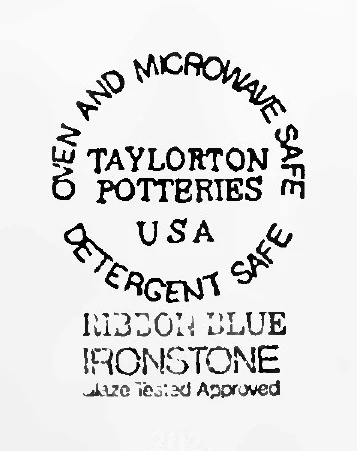 OVEN AND MICROWAVE SAFE
TAYLORTON
POTTERIES
USA
DETERGENT SAFE
RIBBON BLUE
IRONSTONE
Glaze Tested Approved